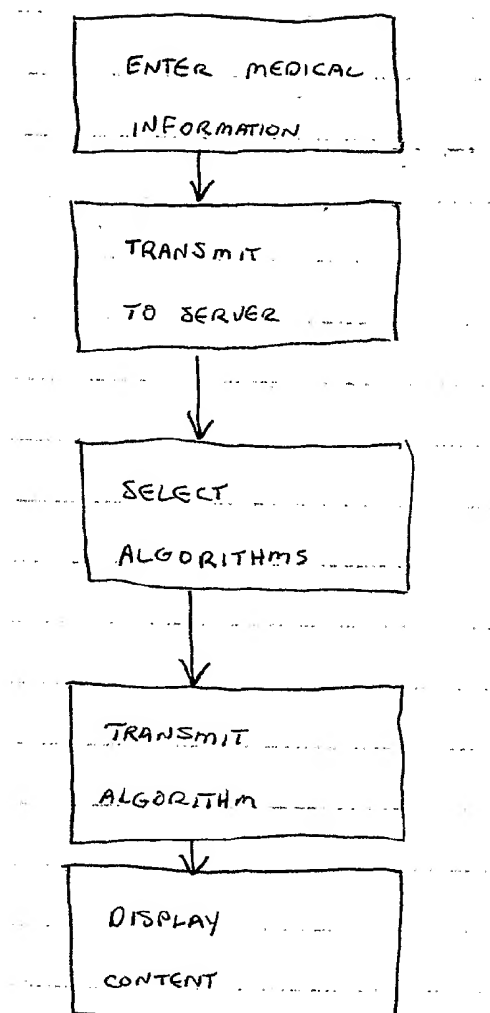 ENTER MEDICAL
INFORMATION
TRANSMIT
TO SERVER
SELECT
ALGORITHMS
TRANSMIT
ALGORITHM
DISPLAY
CONTENT